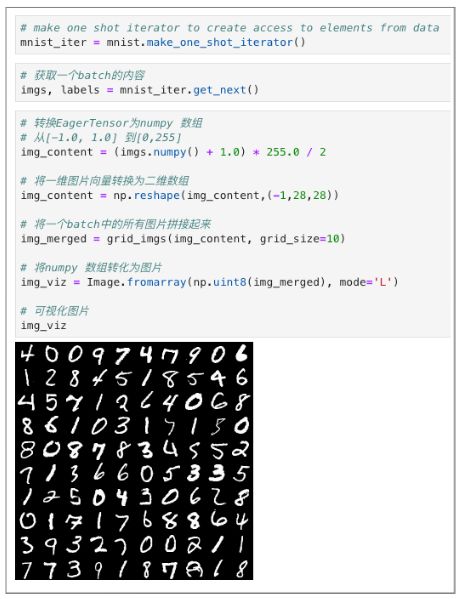 # make one shot iterator to create access to elements from data
mnist_iter = mnist.make_one_shot_iterator()
# 获取一个batch的内容
imgs, labels = mnist_iter.get_next()
# 转换EagerTensor为numpy 数组
# 从[-1.0, 1.0] 到[0,255]
img_content = (imgs.numpy() + 1.0) * 255.0 / 2
# 将一维图片向量转换为二维数组
img_content = np.reshape(img_content,(-1,28,28))
# 将一个batch中的所有图片拼接起来
img_merged = grid_imgs(img_content, grid_size=10)
# 将numpy 数组转化为图片
img_viz = Image.fromarray(np.uint8(img_merged), mode='L')
# 可视化图片
img_viz
4 0 0 9 7 4 7 9 0 6
1 2 8 4 5 1 8 5 4 6
4 5 7 1 2 6 4 0 6 8
8 6 1 0 3 1 7 1 3 0
8 0 8 7 8 3 4 5 5 2
7 1 3 6 6 0 5 3 3 5
1 2 5 0 4 3 0 6 2 8
0 1 7 1 7 6 8 8 6 4
3 9 3 2 7 0 0 2 1 1
7 7 3 9 1 8 7 8 1 8